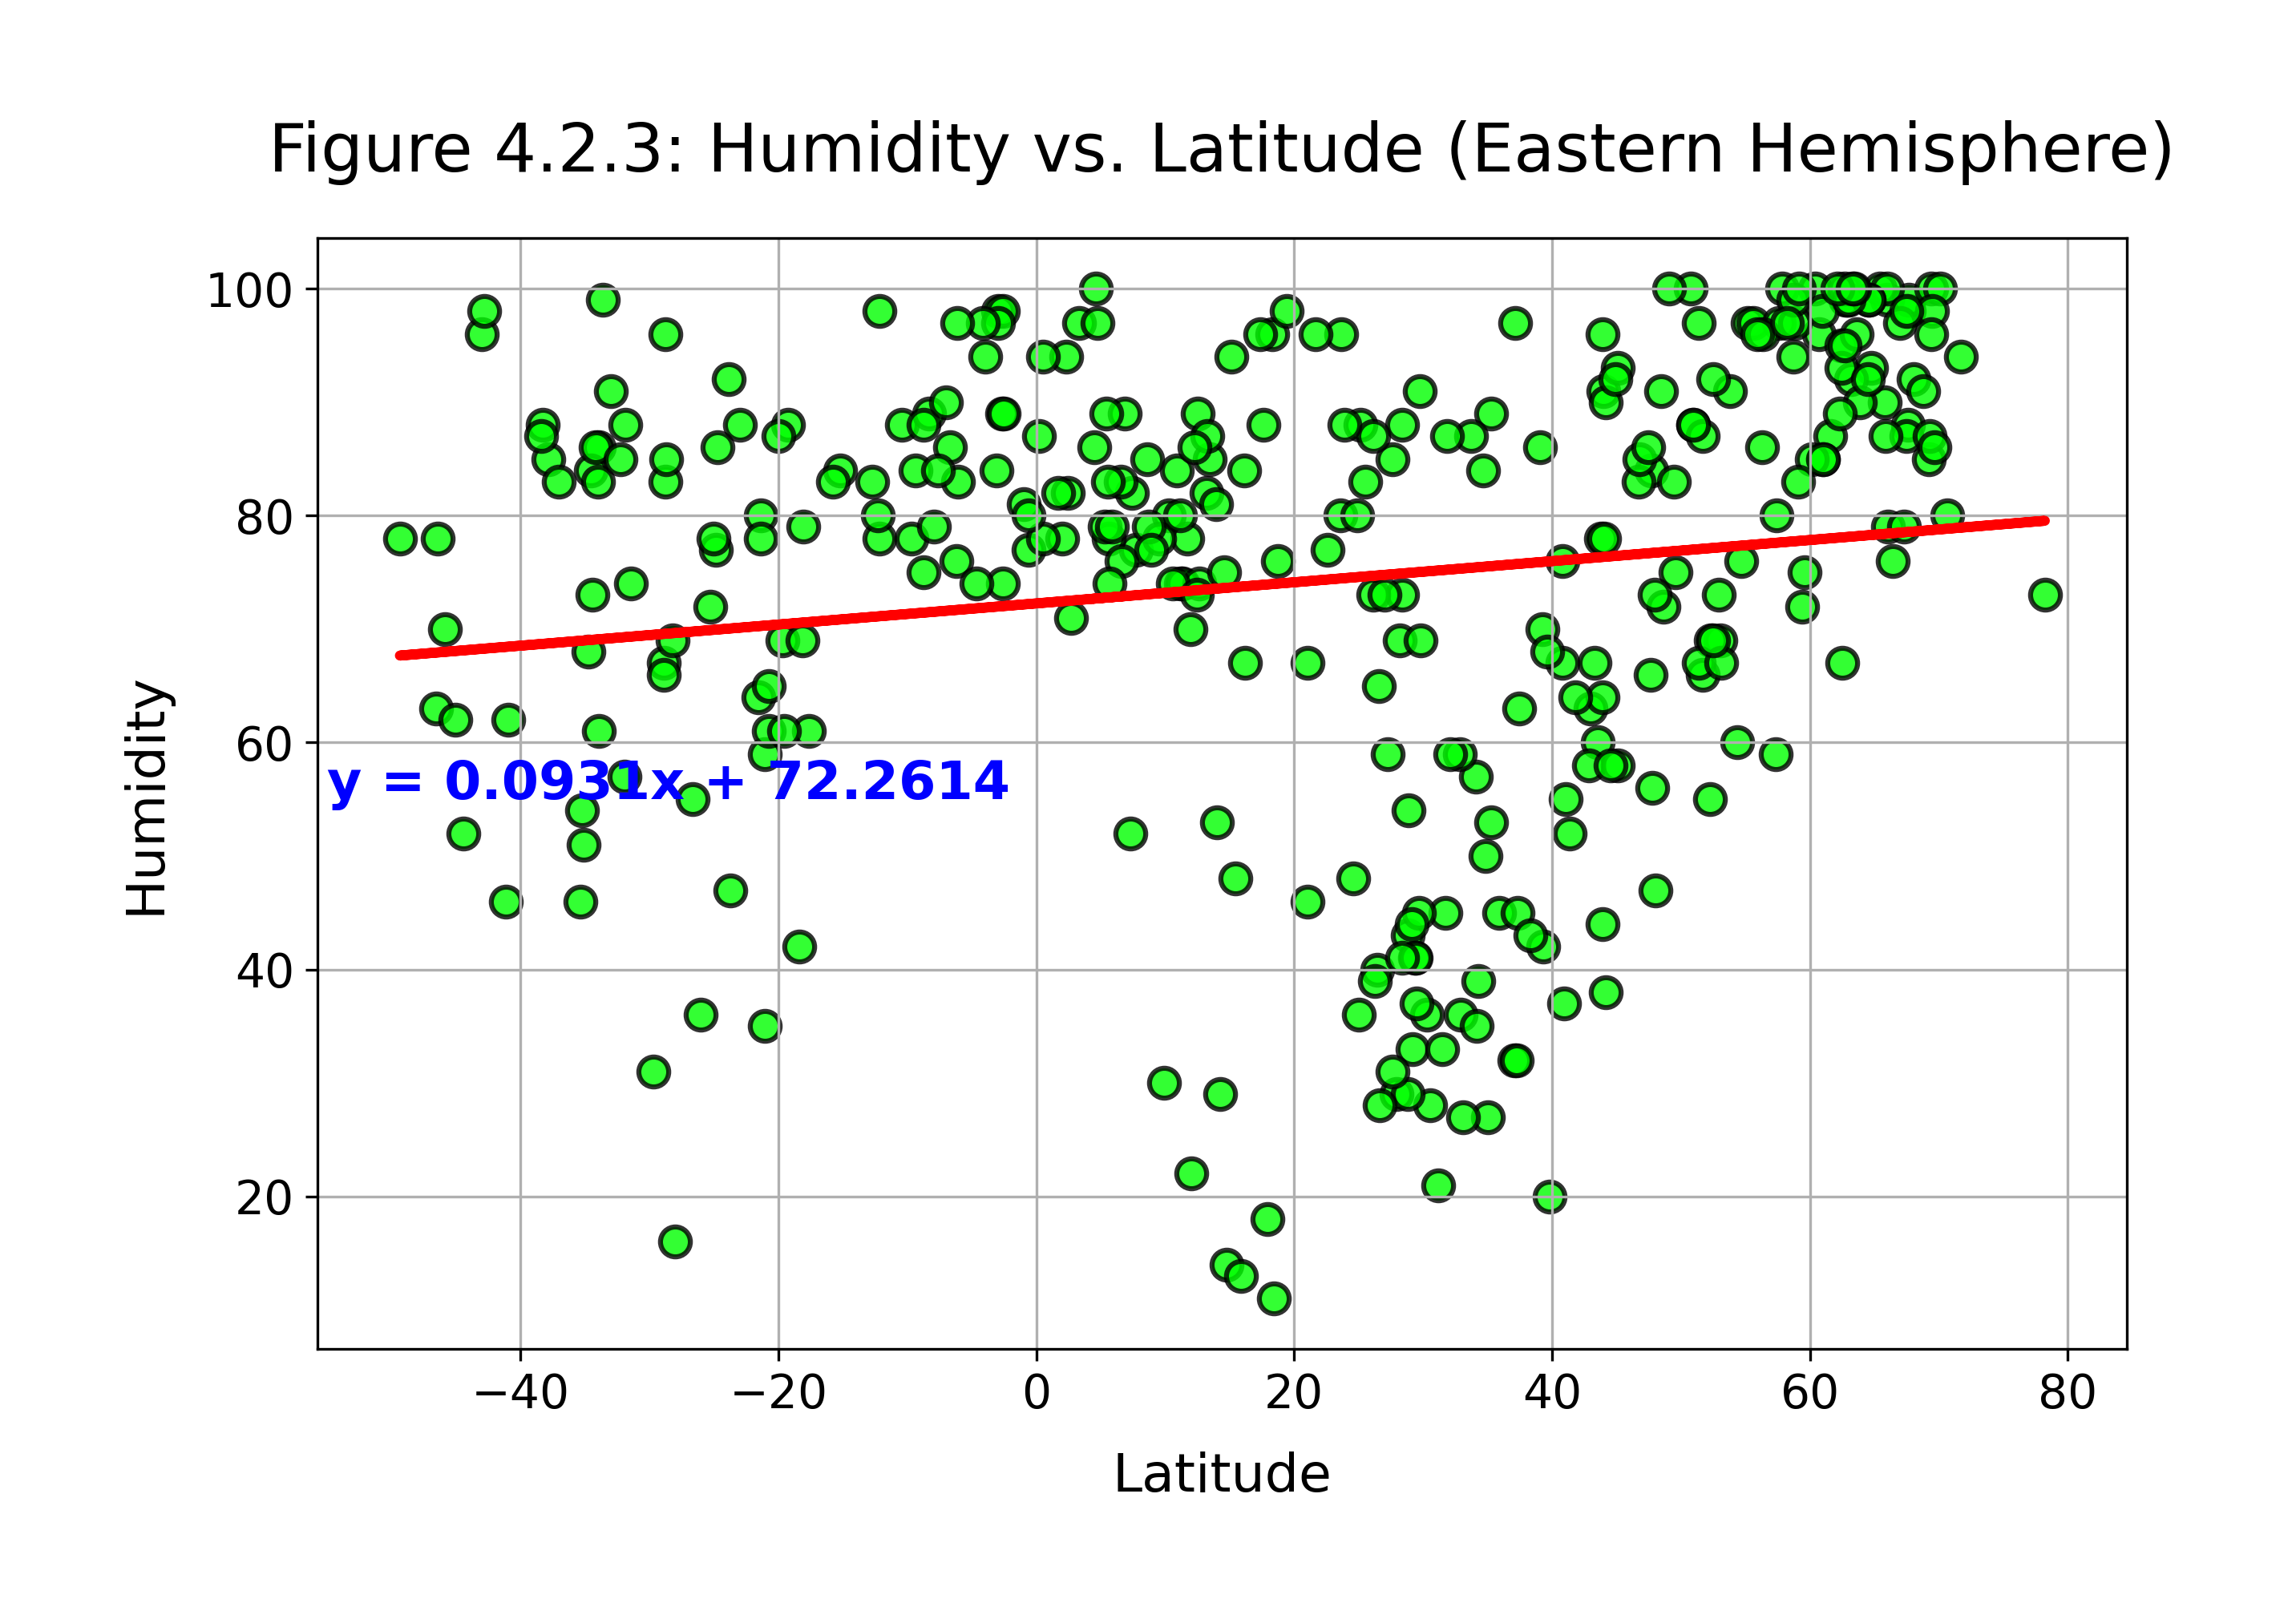 Figure 4.2.3: Humidity vs. Latitude (Eastern Hemisphere)
100
80
60
40
20
Humidity
y = 0.0931x + 72.2614
−40 −20 0 20 40 60 80
Latitude